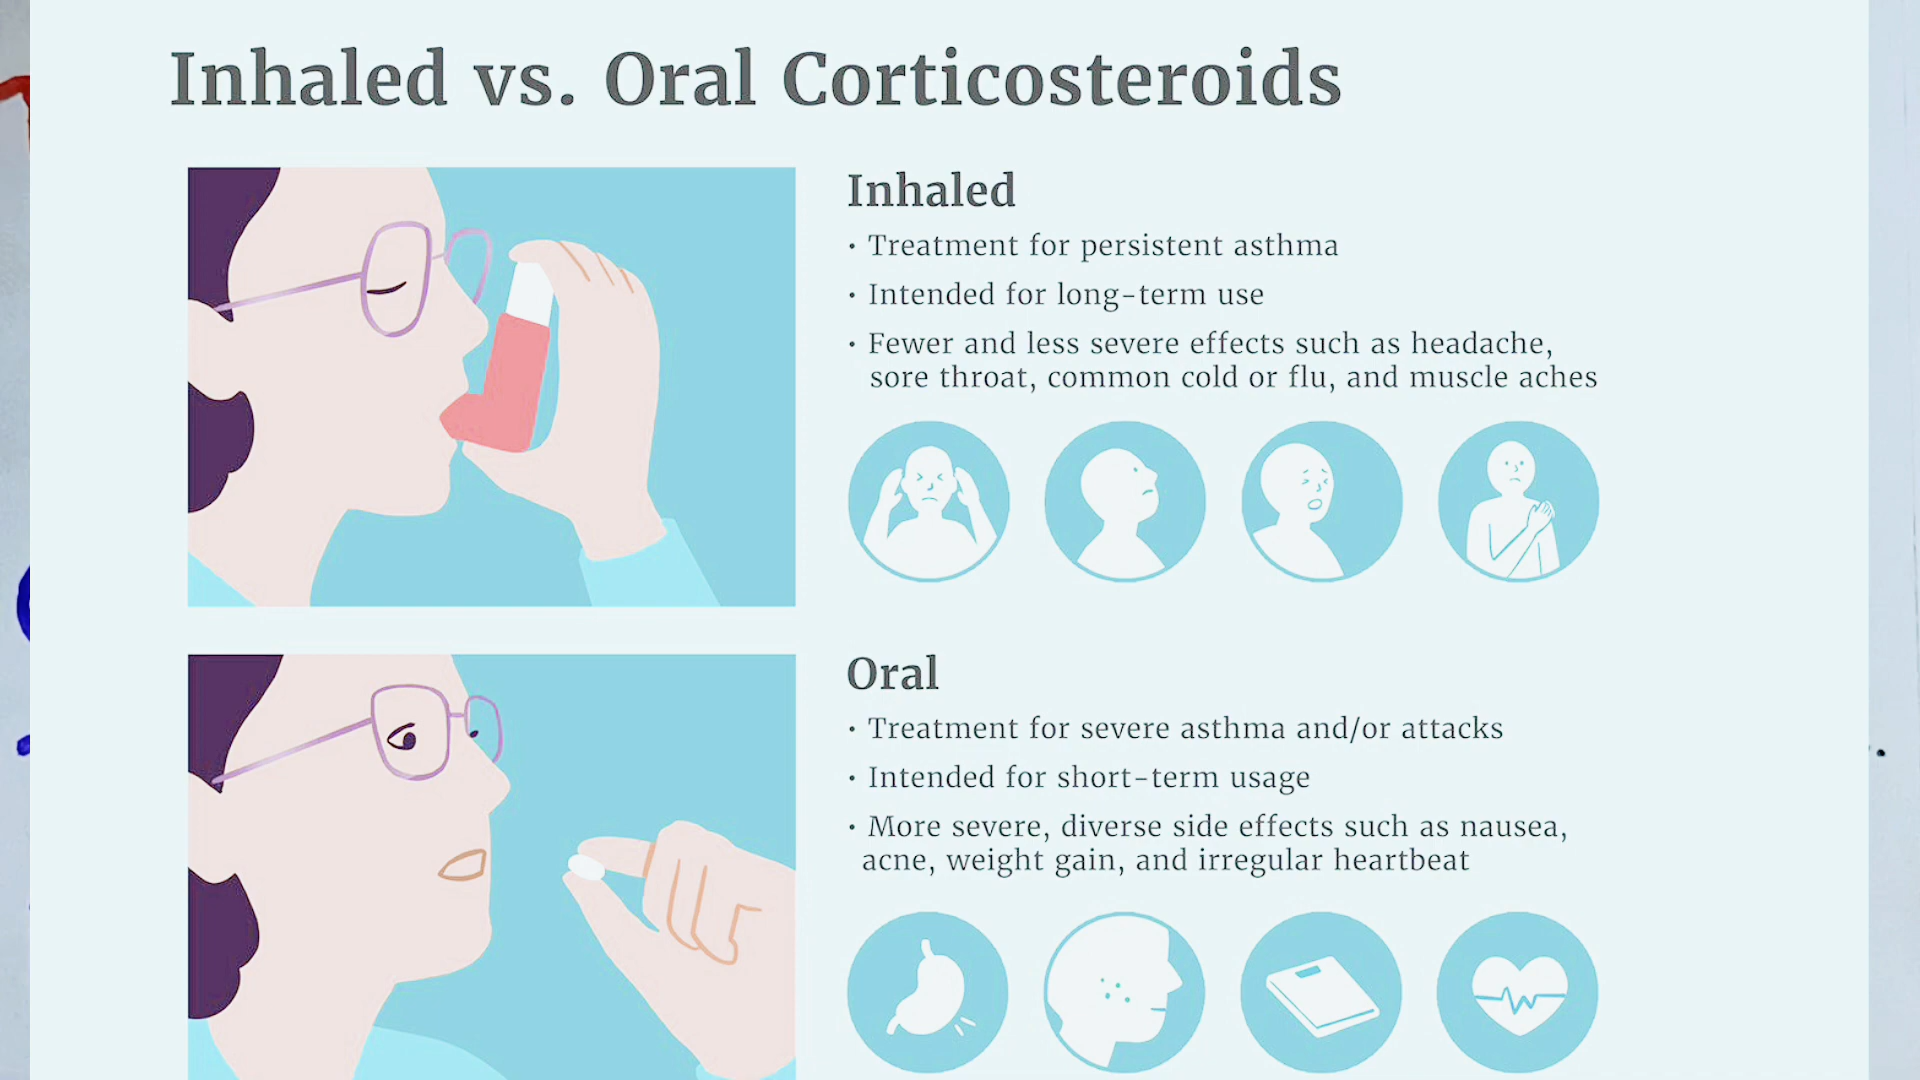 Inhaled vs. Oral Corticosteroids
Inhaled
• Treatment for persistent asthma
• Intended for long-term use
• Fewer and less severe effects such as headache,
sore throat, common cold or flu, and muscle aches
Oral
• Treatment for severe asthma and/or attacks
• Intended for short-term usage
• More severe, diverse side effects such as nausea,
acne, weight gain, and irregular heartbeat